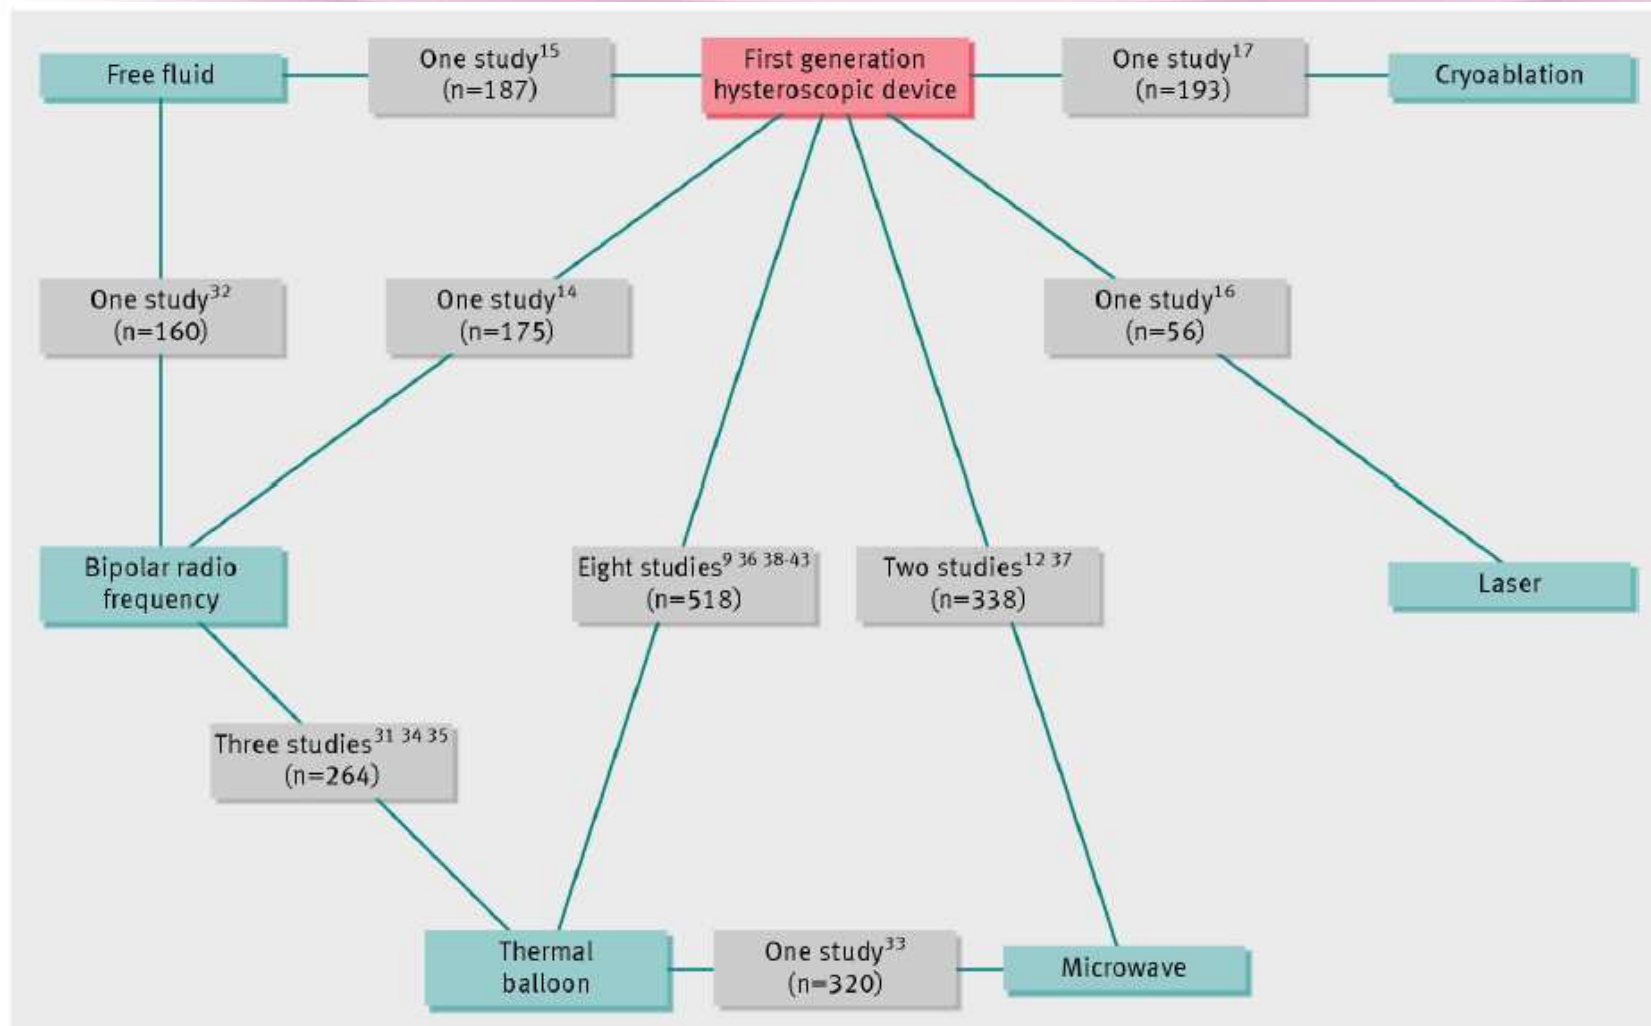 Free fluid
One study15
(n=187)
First generation
hysteroscopic device
One study17
(n=193)
Cryoablation
One study32
(n=160)
One study14
(n=175)
One study16
(n=56)
Bipolar radio
frequency
Eight studies9 36 38-43
(n=518)
Two studies12 37
(n=338)
Laser
Three studies31 34 35
(n=264)
Thermal
balloon
One study33
(n=320)
Microwave